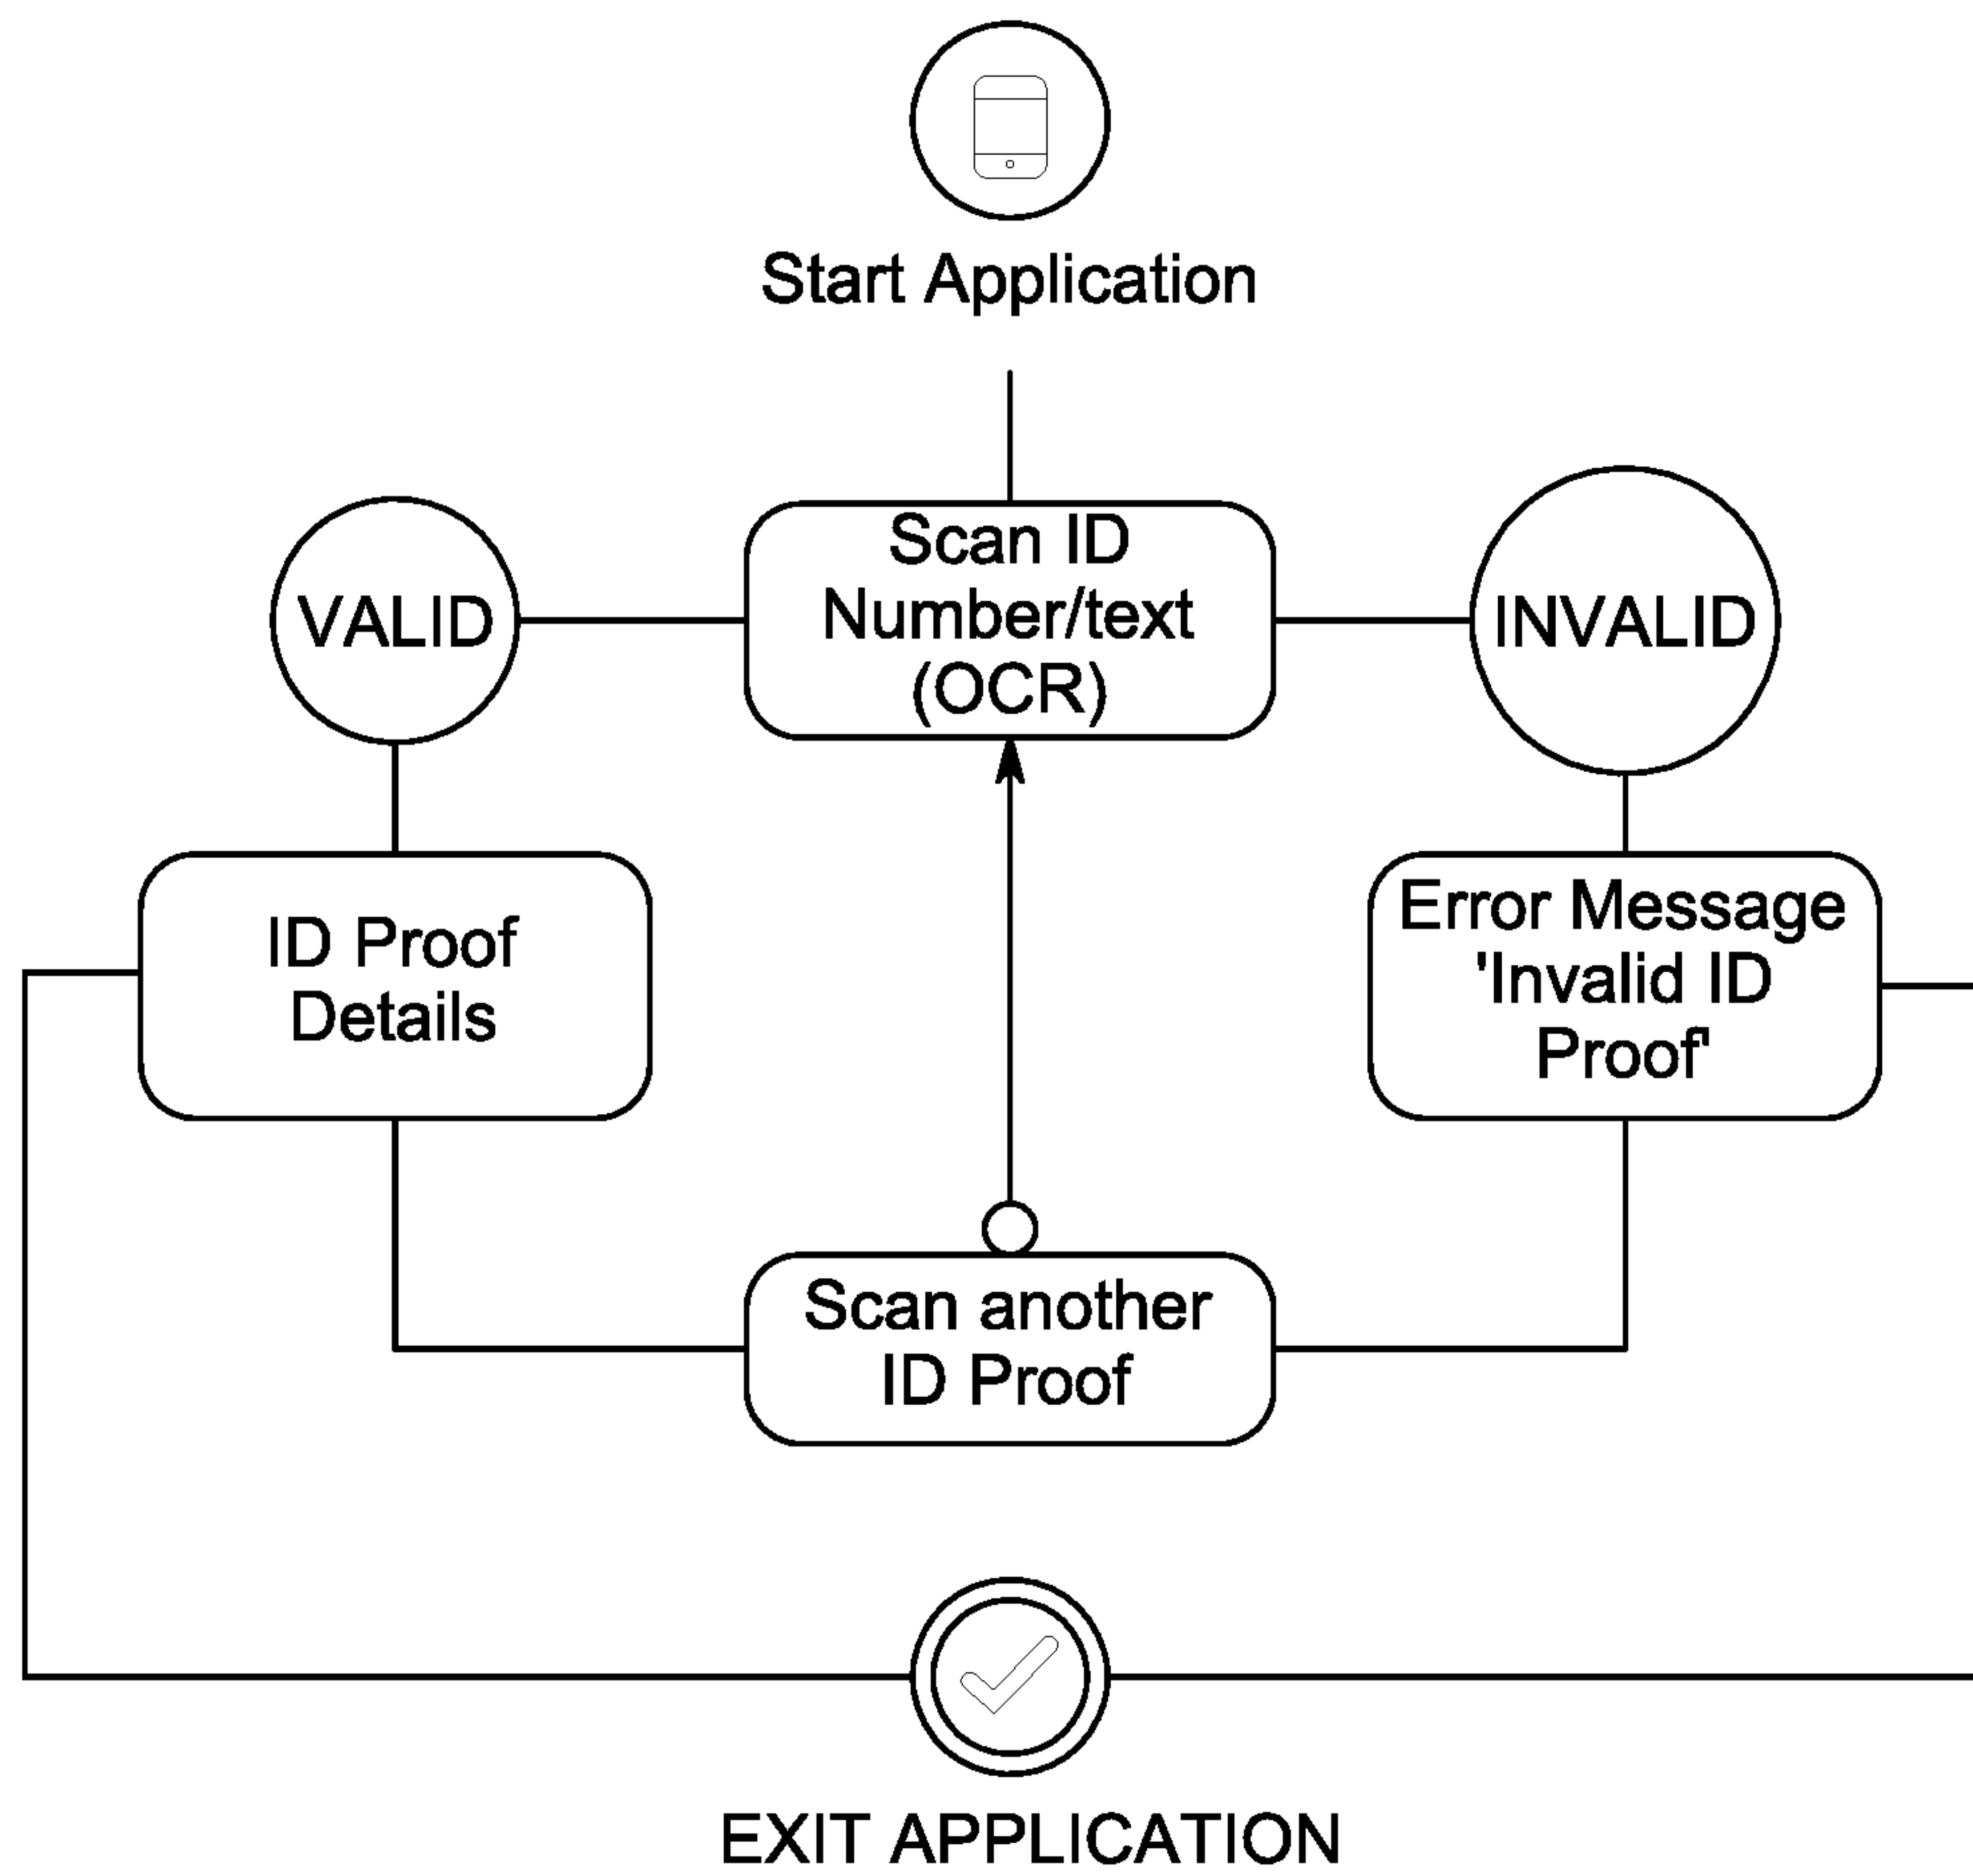 Start Application
Scan ID
Number/text
(OCR)
VALID
INVALID
ID Proof
Details
Error Message
'Invalid ID
Proof'
Scan another
ID Proof
EXIT APPLICATION